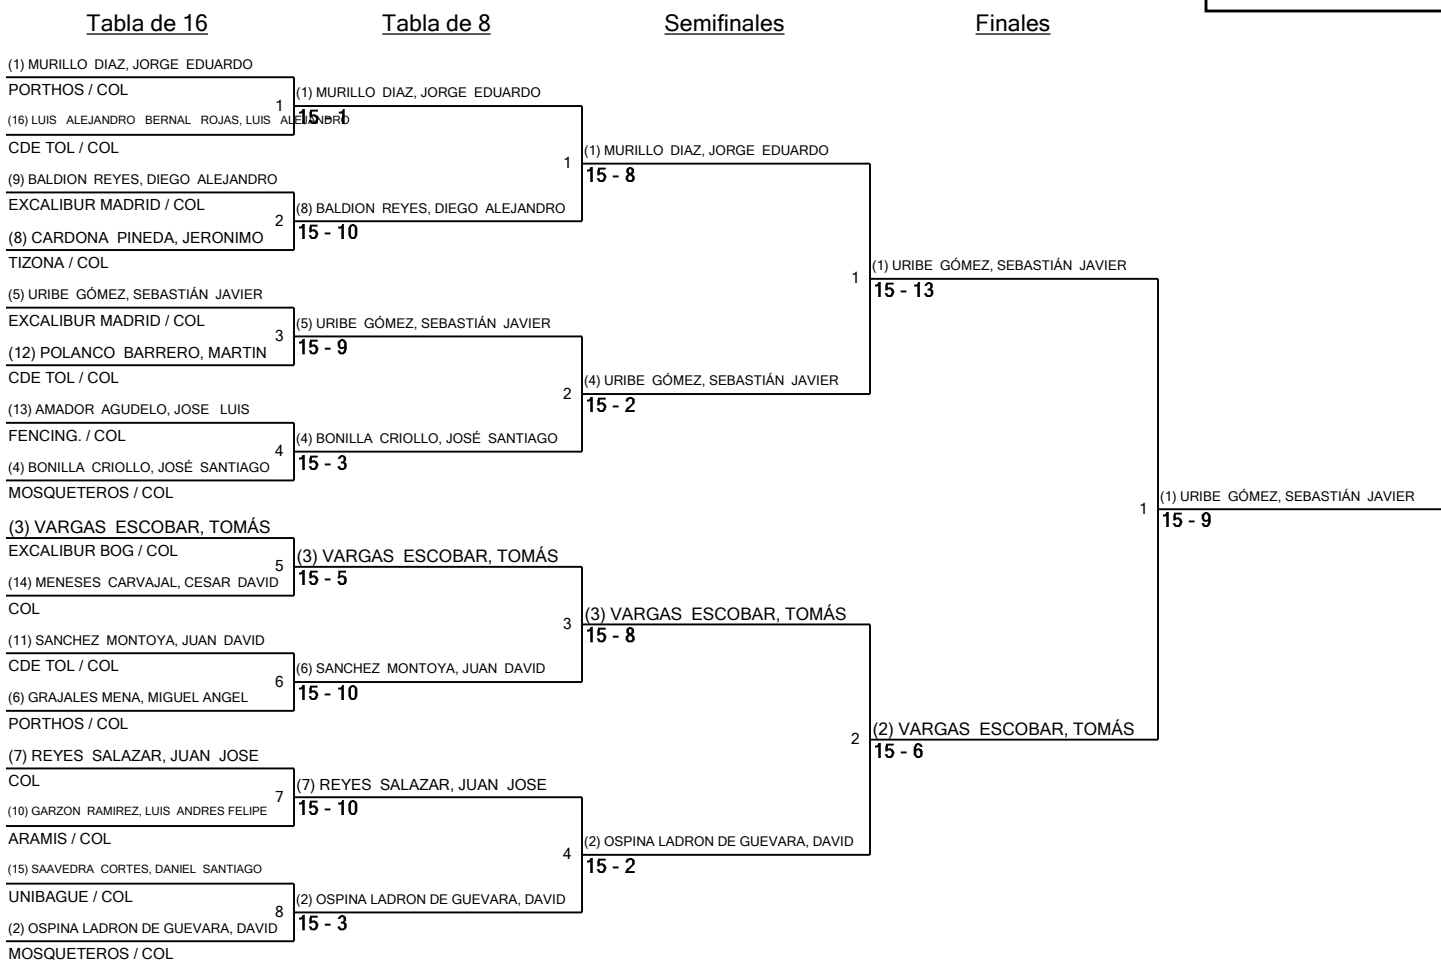 Tabla de 16
Tabla de 8
Semifinales
Finales
(1) MURILLO DIAZ, JORGE EDUARDO
PORTHOS / COL
1
(16) LUIS ALEJANDRO BERNAL ROJAS, LUIS ALEJANDRO
CDE TOL / COL
(9) BALDION REYES, DIEGO ALEJANDRO
EXCALIBUR MADRID / COL
2
(8) CARDONA PINEDA, JERONIMO
TIZONA / COL
(5) URIBE GÓMEZ, SEBASTIÁN JAVIER
EXCALIBUR MADRID / COL
3
(12) POLANCO BARRERO, MARTIN
CDE TOL / COL
(13) AMADOR AGUDELO, JOSE LUIS
FENCING. / COL
4
(4) BONILLA CRIOLLO, JOSÉ SANTIAGO
MOSQUETEROS / COL
(3) VARGAS ESCOBAR, TOMÁS
EXCALIBUR BOG / COL
5
(14) MENESES CARVAJAL, CESAR DAVID
COL
(11) SANCHEZ MONTOYA, JUAN DAVID
CDE TOL / COL
6
(6) GRAJALES MENA, MIGUEL ANGEL
PORTHOS / COL
(7) REYES SALAZAR, JUAN JOSE
COL
7
(10) GARZON RAMIREZ, LUIS ANDRES FELIPE
ARAMIS / COL
(15) SAAVEDRA CORTES, DANIEL SANTIAGO
UNIBAGUE / COL
8
(2) OSPINA LADRON DE GUEVARA, DAVID
MOSQUETEROS / COL
(1) MURILLO DIAZ, JORGE EDUARDO
15 - 1
1
(8) BALDION REYES, DIEGO ALEJANDRO
15 - 10
(5) URIBE GÓMEZ, SEBASTIÁN JAVIER
15 - 9
2
(4) BONILLA CRIOLLO, JOSÉ SANTIAGO
15 - 3
(3) VARGAS ESCOBAR, TOMÁS
15 - 5
3
(6) SANCHEZ MONTOYA, JUAN DAVID
15 - 10
(7) REYES SALAZAR, JUAN JOSE
15 - 10
4
(2) OSPINA LADRON DE GUEVARA, DAVID
15 - 3
(1) MURILLO DIAZ, JORGE EDUARDO
15 - 8
1
(4) URIBE GÓMEZ, SEBASTIÁN JAVIER
15 - 2
(3) VARGAS ESCOBAR, TOMÁS
15 - 8
2
(2) OSPINA LADRON DE GUEVARA, DAVID
15 - 2
(1) URIBE GÓMEZ, SEBASTIÁN JAVIER
15 - 13
1
(2) VARGAS ESCOBAR, TOMÁS
15 - 6
(1) URIBE GÓMEZ, SEBASTIÁN JAVIER
15 - 9